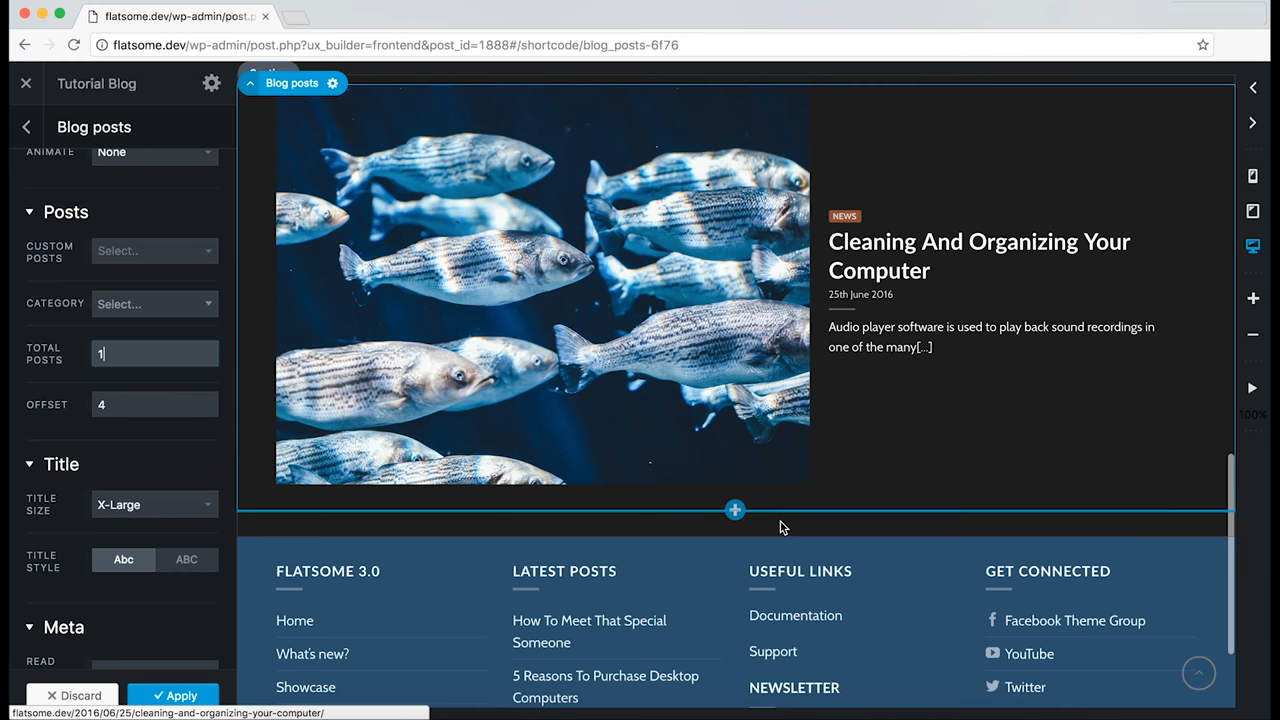 flatsome.dev/wp-admin/post.p
flatsome.dev/wp-admin/post.php?ux_builder=frontend&post_id=1888#/shortcode/blog_posts-6f76
Tutorial Blog
Blog posts
ANIMATE
None
Posts
CUSTOM
POSTS
Select..
CATEGORY
Select...
TOTAL
POSTS
1
OFFSET
4
Title
TITLE
SIZE
X-Large
TITLE
STYLE
Abc
ABC
Meta
READ
Discard
Apply
flatsome.dev/2016/06/25/cleaning-and-organizing-your-computer/
Blog posts
NEWS
Cleaning And Organizing Your
Computer
25th June 2016
Audio player software is used to play back sound recordings in
one of the many[...]
FLATSOME 3.0
Home
What's new?
Showcase
LATEST POSTS
How To Meet That Special
Someone
5 Reasons To Purchase Desktop
Computers
USEFUL LINKS
Documentation
Support
NEWSLETTER
GET CONNECTED
Facebook Theme Group
YouTube
Twitter
100%